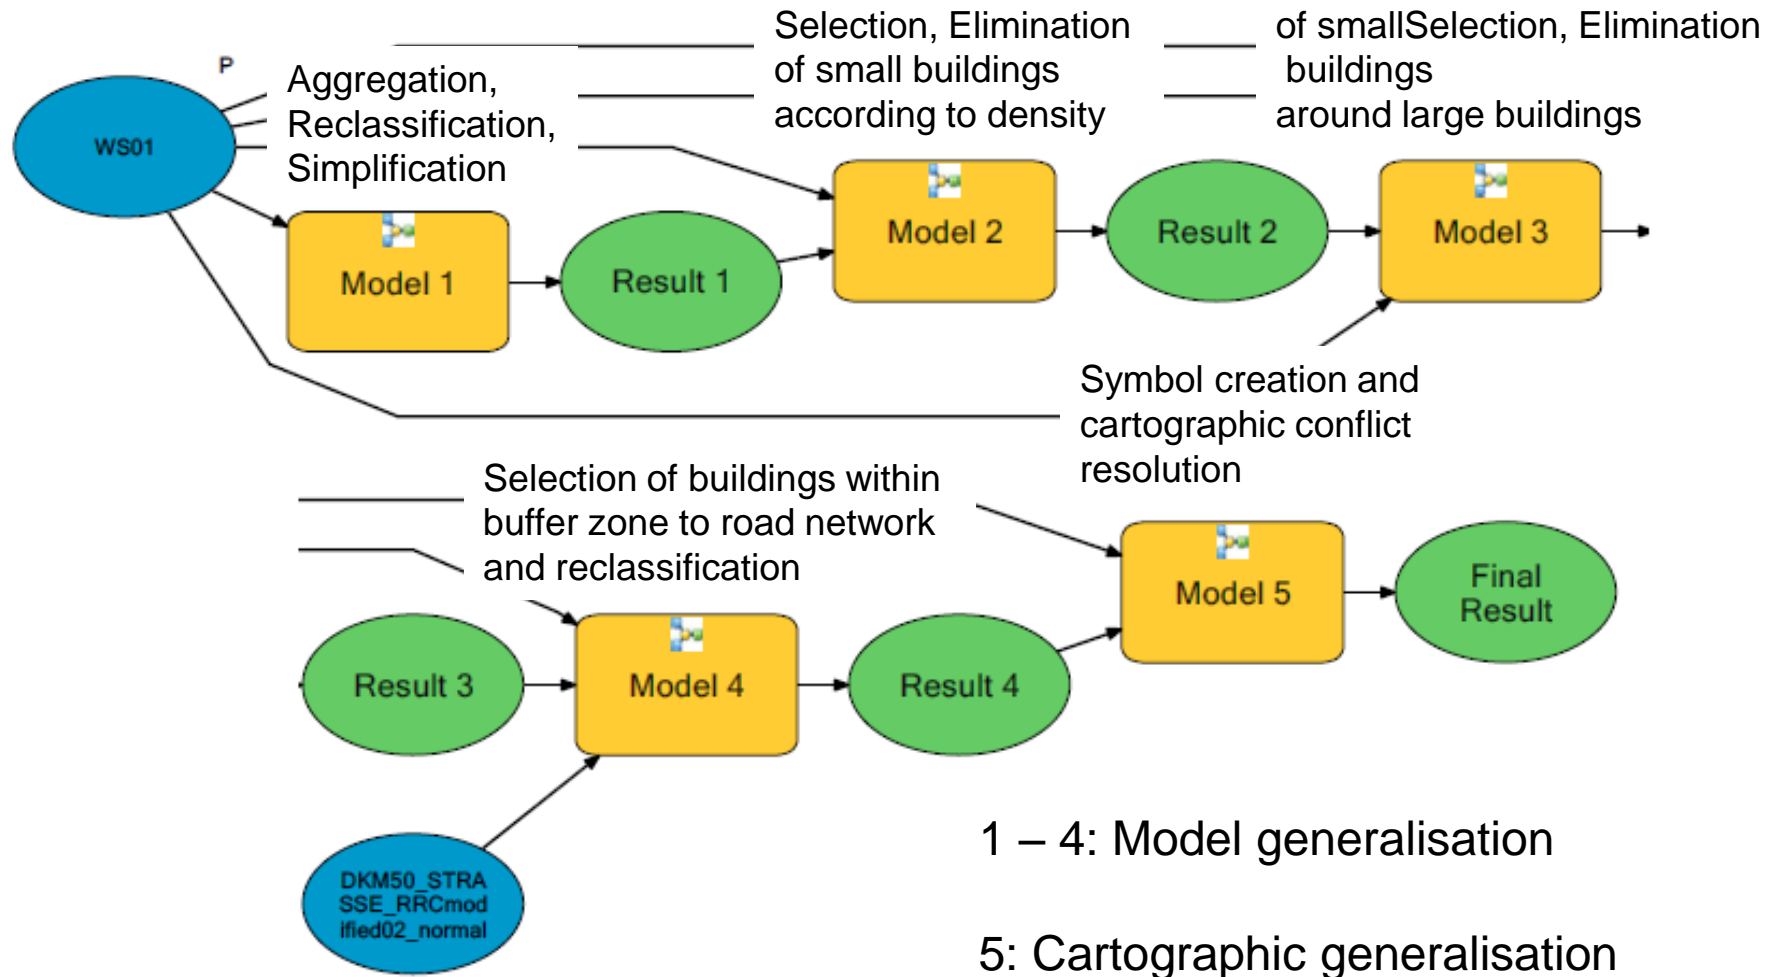 Selection, Elimination
of small buildings
according to density
of smallSelection, Elimination
buildings
around large buildings
P
Aggregation,
Reclassification,
Simplification
WS01
Model 1
Result 1
Model 2
Result 2
Model 3
Symbol creation and
cartographic conflict
resolution
Selection of buildings within
buffer zone to road network
and reclassification
Model 5
Final
Result
Result 3
Model 4
Result 4
DKM50_STRA
SSE_RRCmod
ified02_normal
1 – 4: Model generalisation
5: Cartographic generalisation